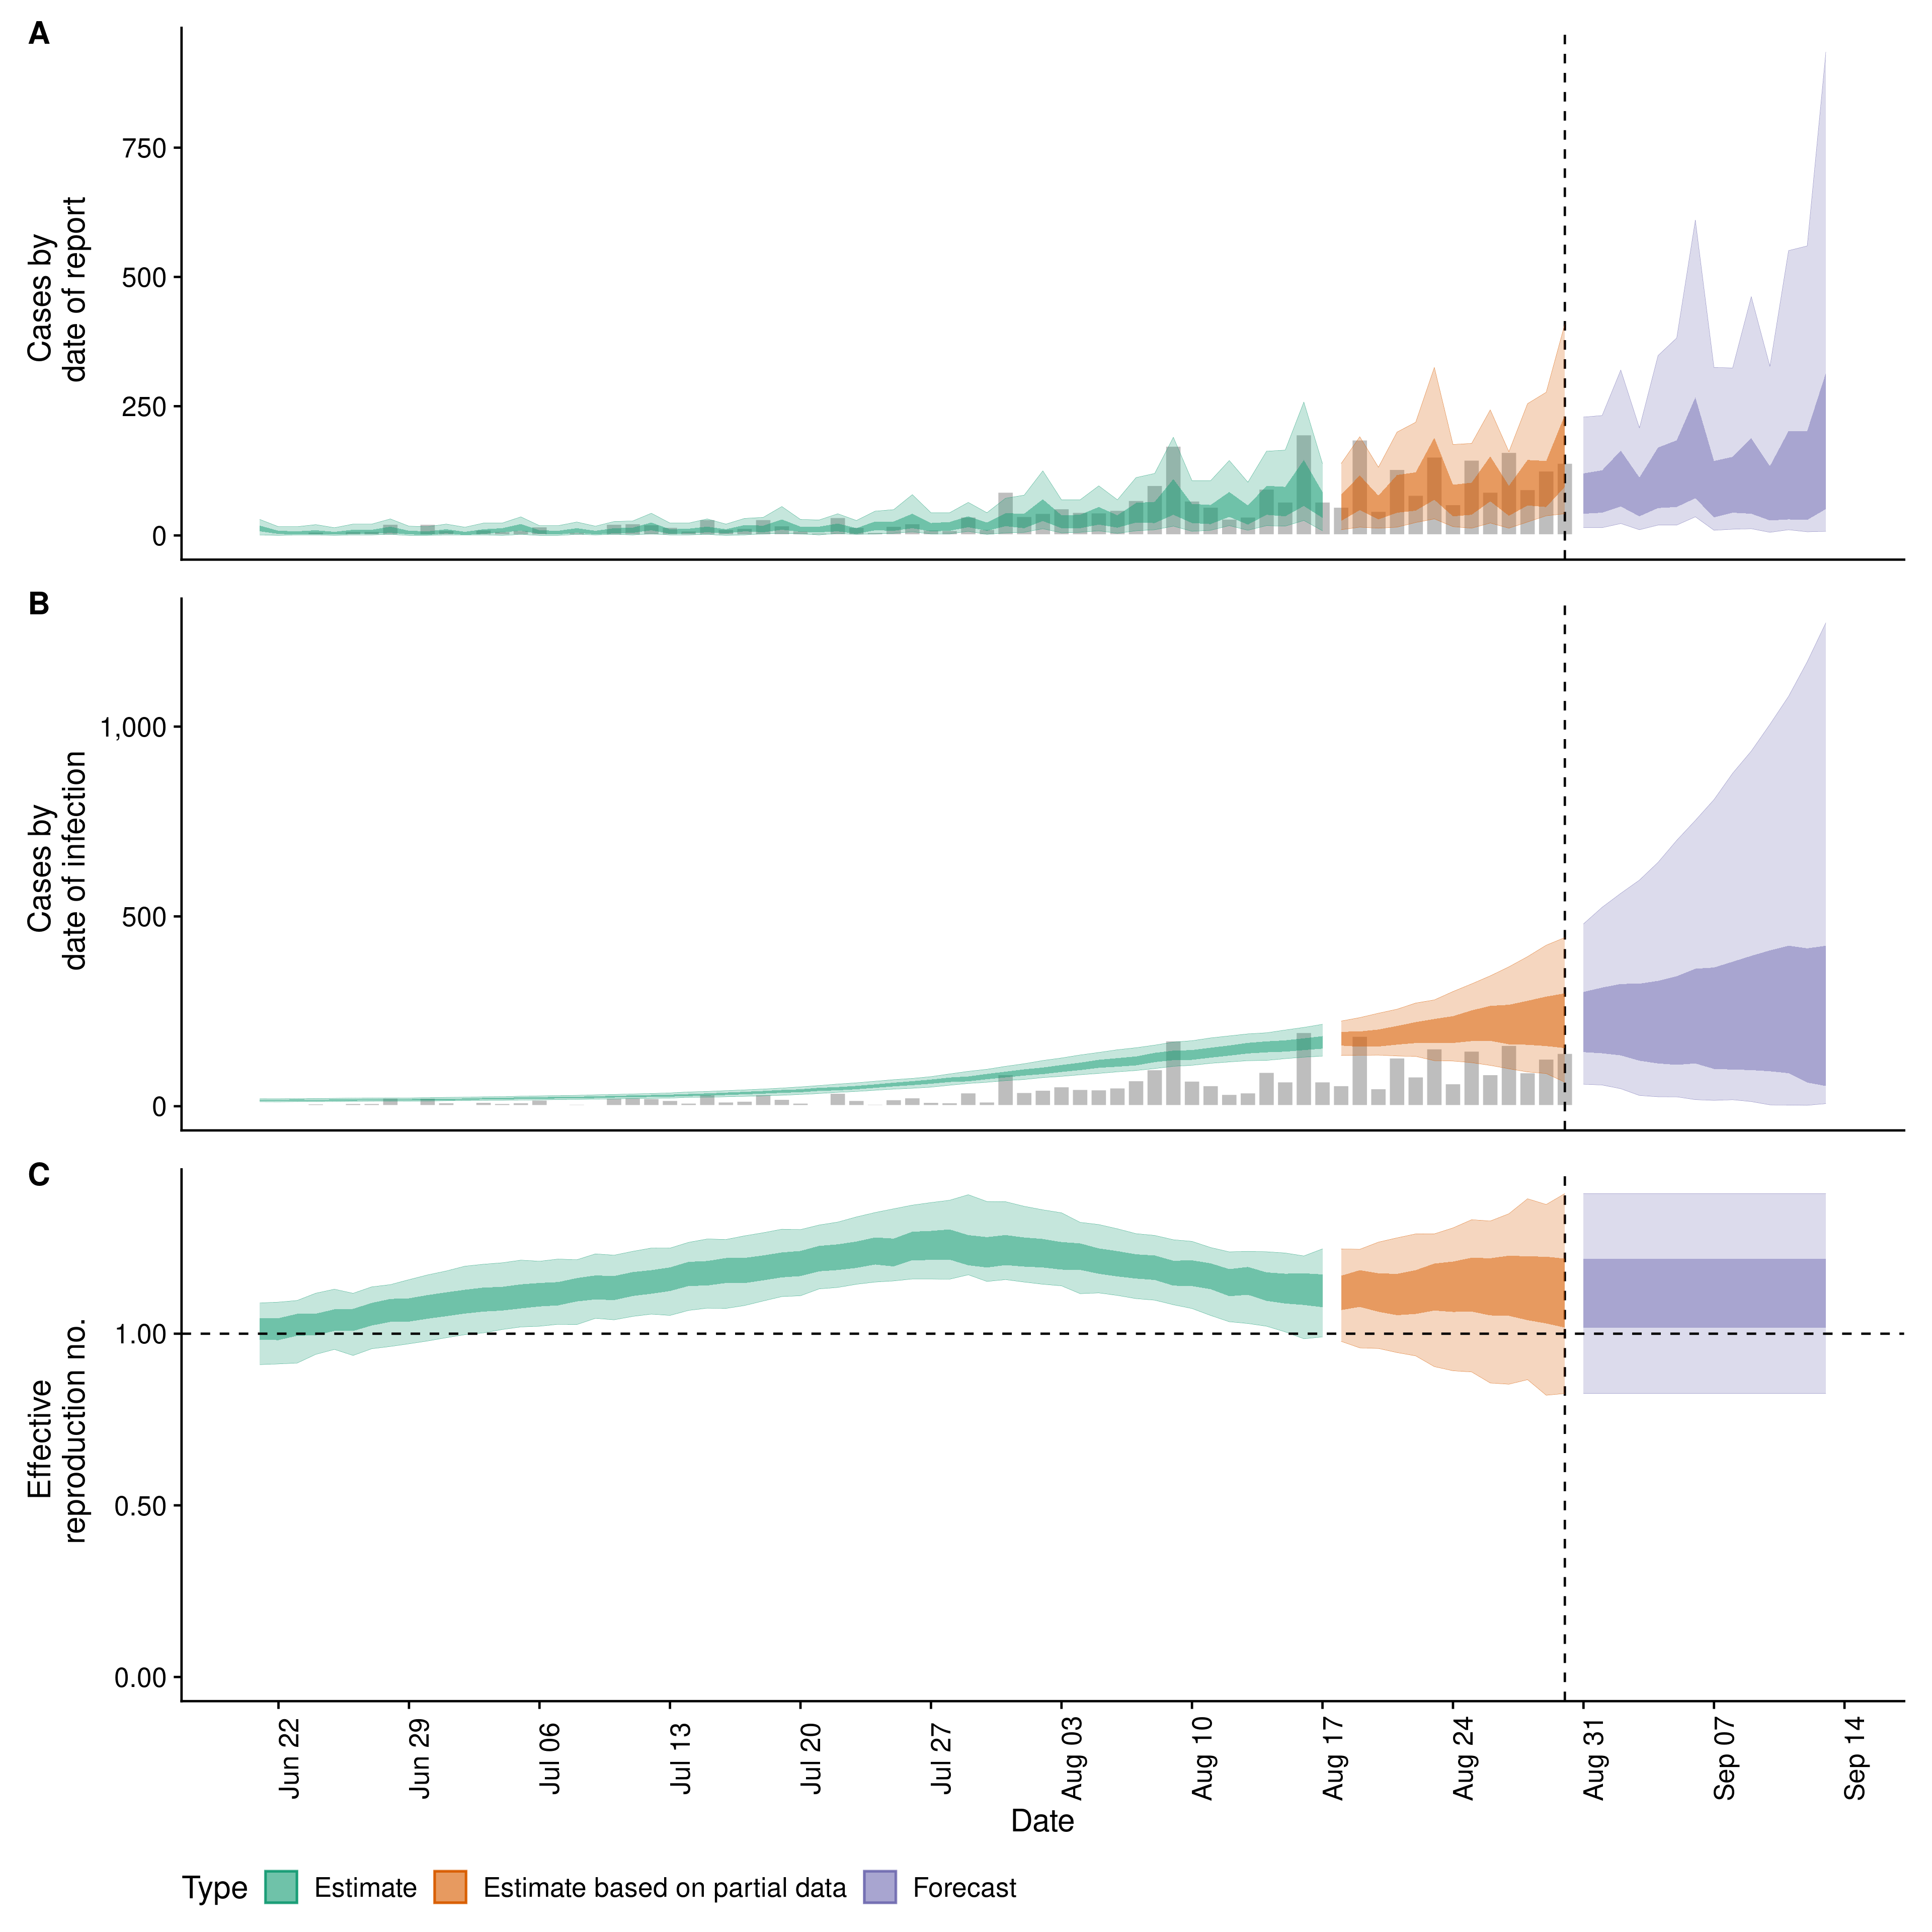 A
Cases by
date of report
750
500
250
0
B
Cases by
date of infection
1,000
500
0
C
Effective
reproduction no.
1.00
0.50
0.00
Jun 22
Jun 29
Jul 06
Jul 13
Jul 20
Jul 27
Aug 03
Aug 10
Aug 17
Aug 24
Aug 31
Sep 07
Sep 14
Date
Type Estimate Estimate based on partial data Forecast